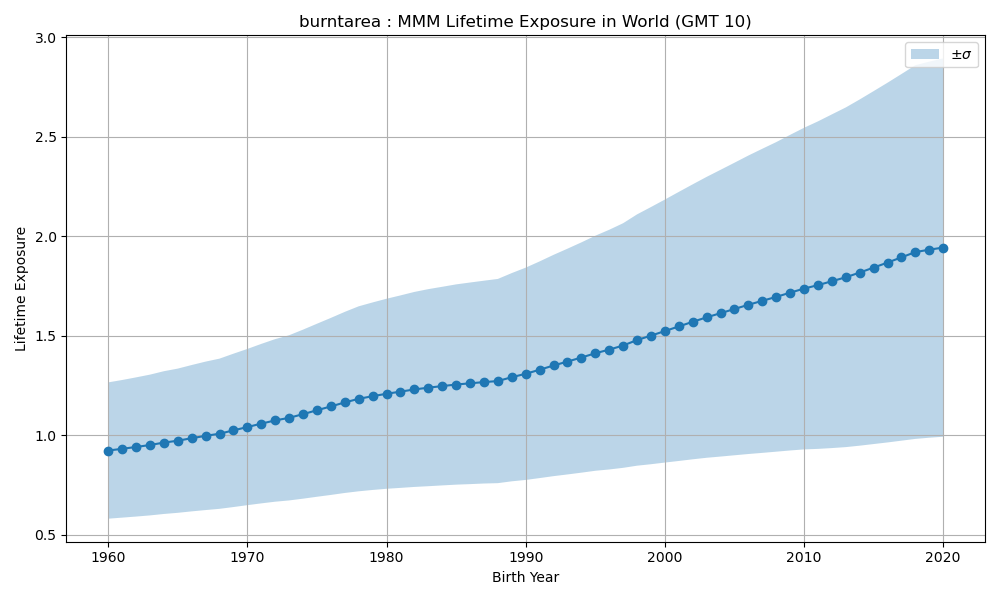 burntarea : MMM Lifetime Exposure in World (GMT 10)
±σ
3.0
2.5
2.0
1.5
1.0
0.5
Lifetime Exposure
1960 1970 1980 1990 2000 2010 2020
Birth Year